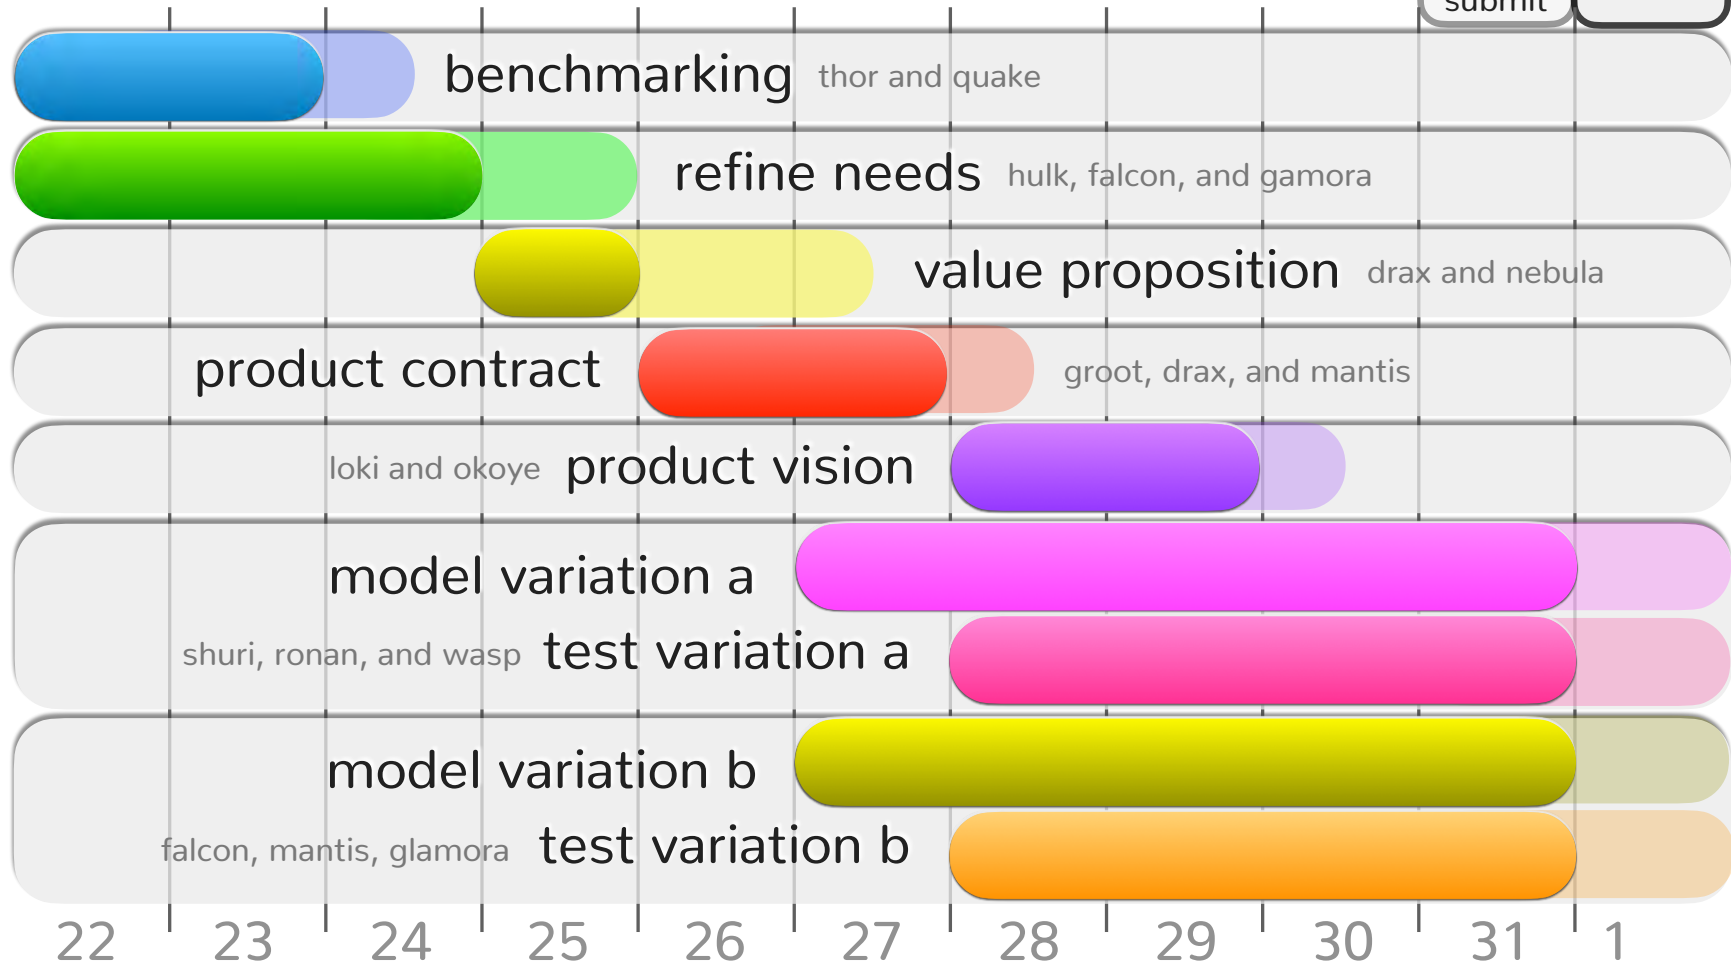 submit
benchmarking thor and quake
refine needs hulk, falcon, and gamora
value proposition drax and nebula
product contract groot, drax, and mantis
loki and okoye product vision
model variation a
shuri, ronan, and wasp test variation a
model variation b
falcon, mantis, glamora test variation b
22 23 24 25 26 27 28 29 30 31 1